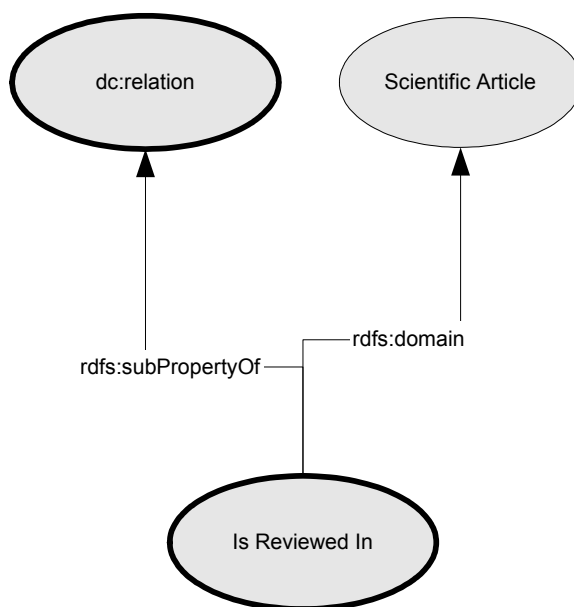 dc:relation
Scientific Article
rdfs:domain
rdfs:subPropertyOf
Is Reviewed In